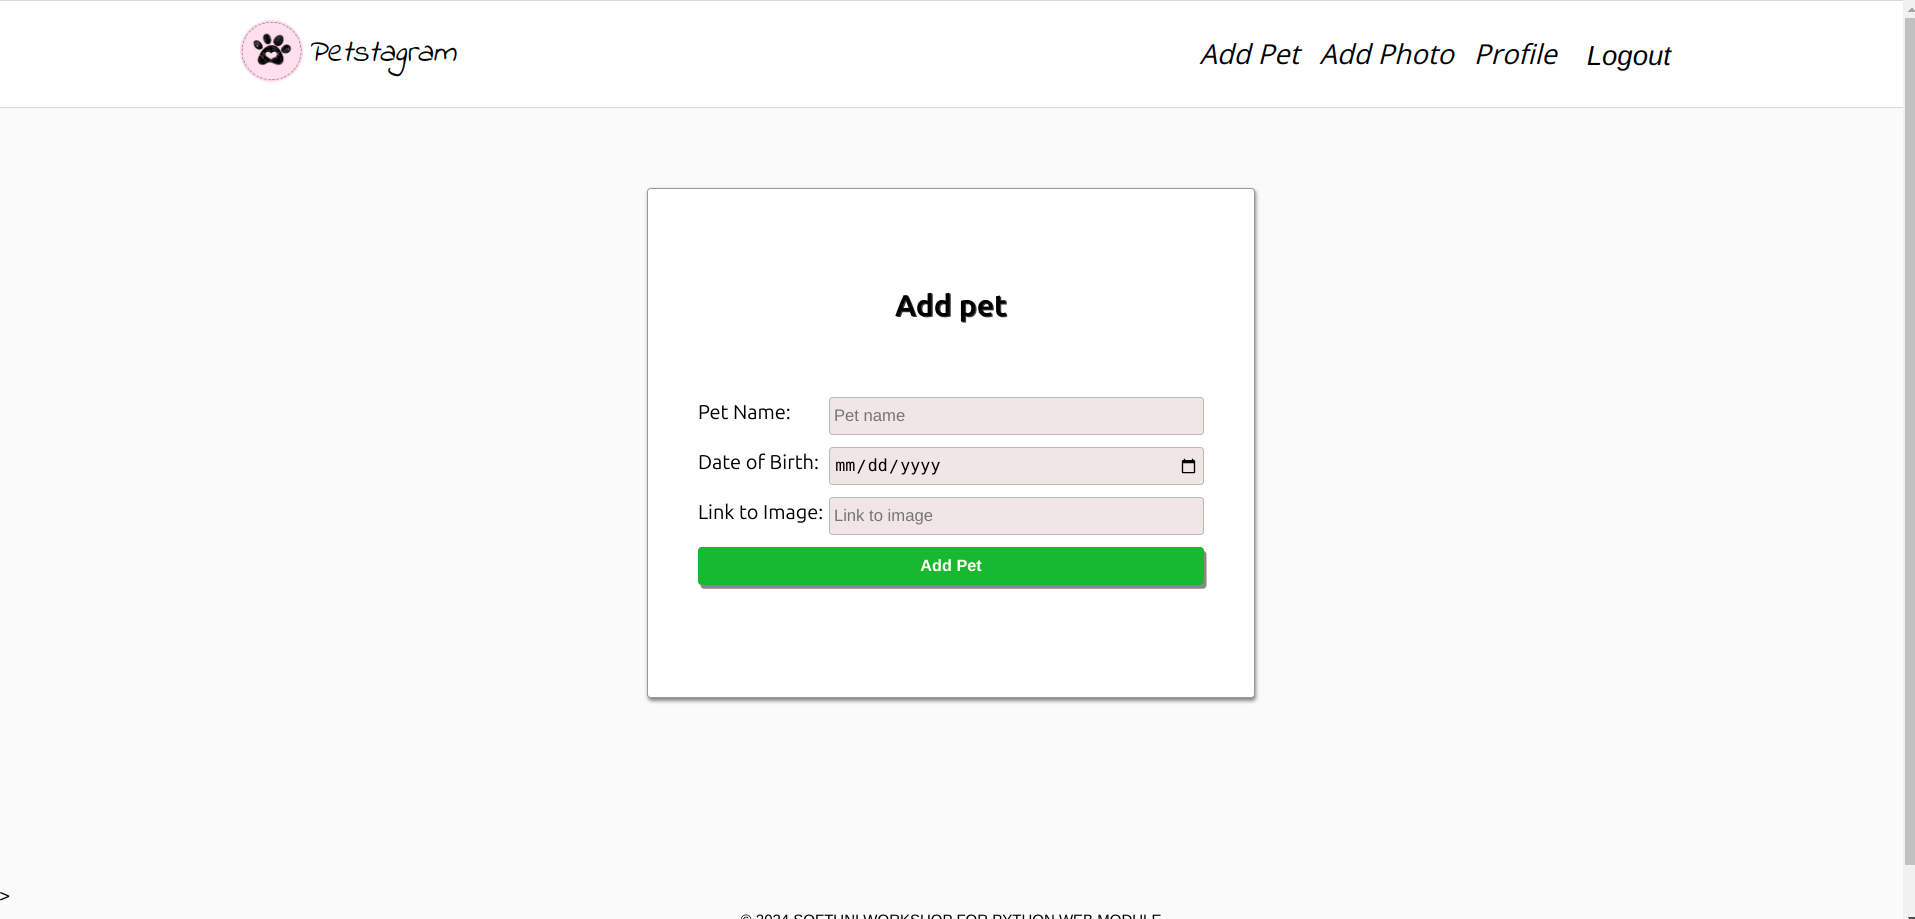 Petstagram
Add Pet Add Photo Profile Logout
Add pet
Pet Name: Pet name
Date of Birth: mm/dd/yyyy
Link to Image: Link to image
Add Pet
>
© 2024 SOFTUNI WORKSHOP FOR PYTHON WEB MODULE